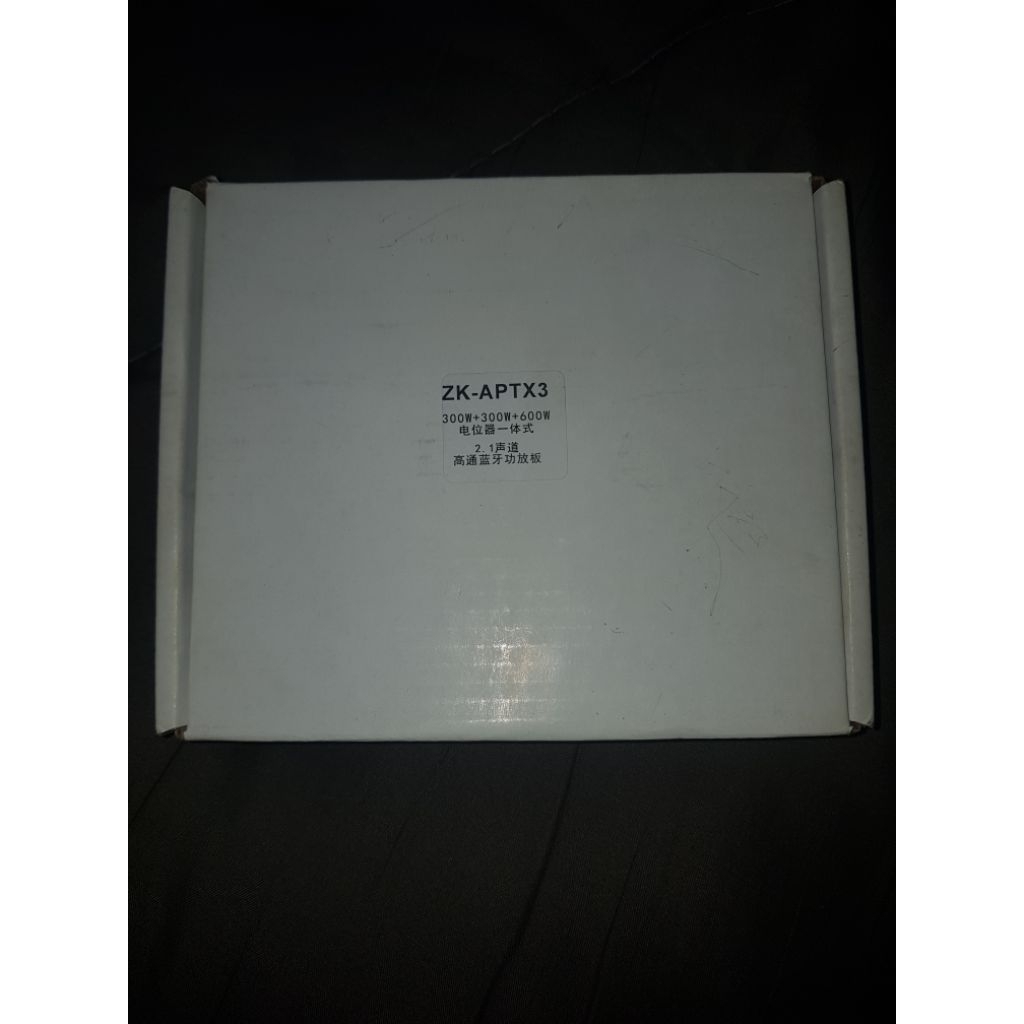 ZK-APTX3
300W+300W+600W
电位器一体式
2.1声道
高通蓝牙功放板